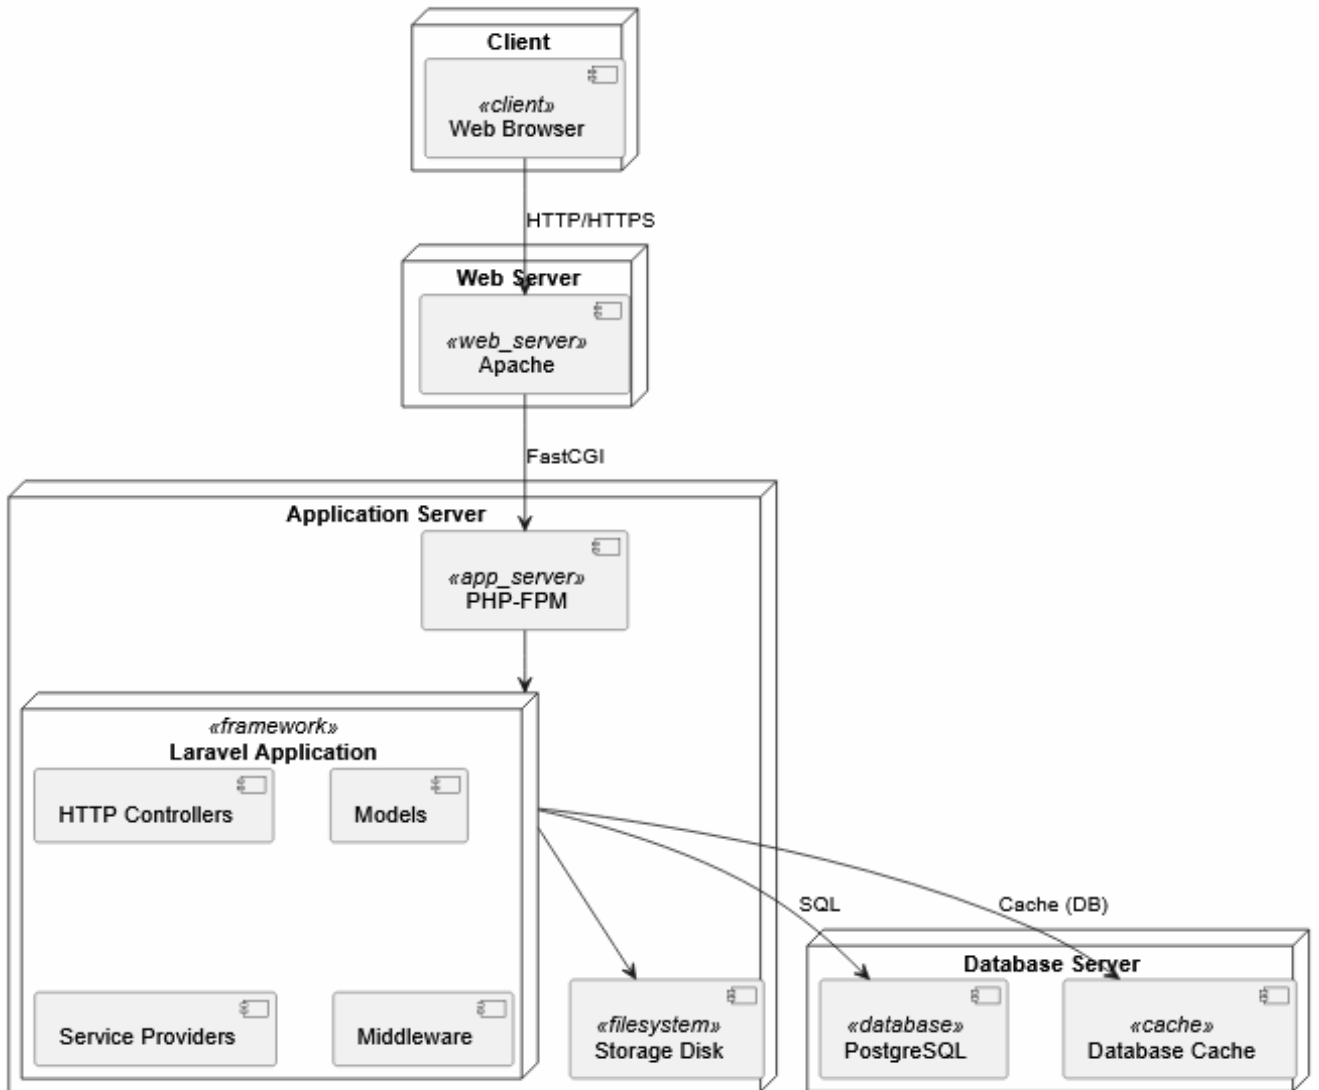 Client
«client»
Web Browser
HTTP/HTTPS
Web Server
«web_server»
Apache
FastCGI
Application Server
«app_server»
PHP-FPM
«framework»
Laravel Application
HTTP Controllers
Models
SQL
Cache (DB)
Database Server
Service Providers
Middleware
«filesystem»
Storage Disk
«database»
PostgreSQL
«cache»
Database Cache